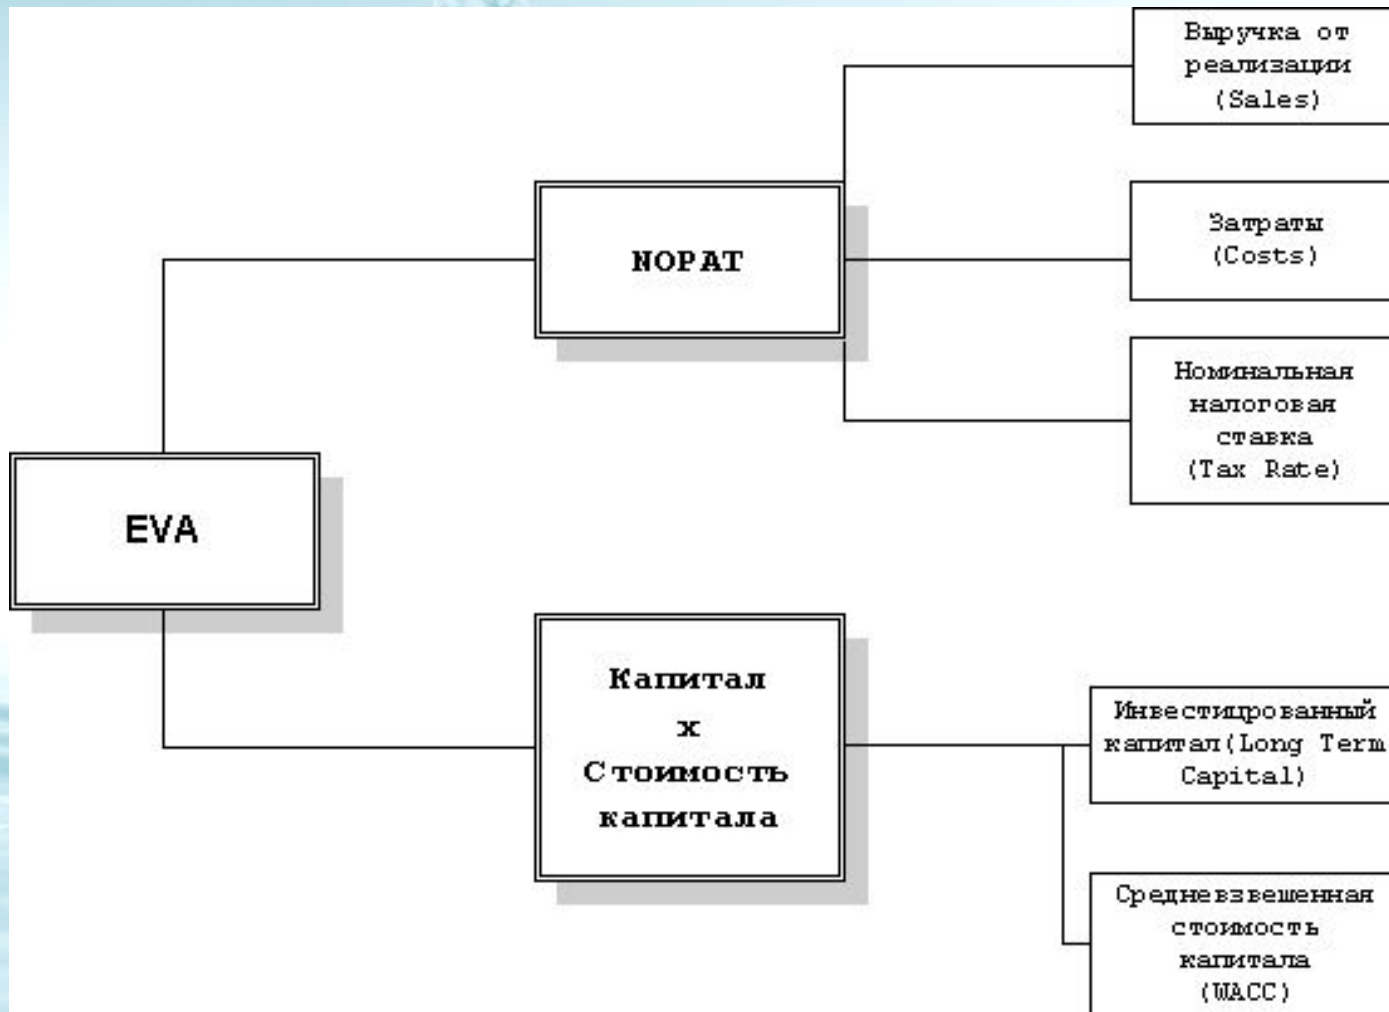 Выручка от
реализации
(Sales)
NOPAT
Затраты
(Costs)
Номинальная
налоговая
ставка
(Tax Rate)
EVA
Капитал
х
Стоимость
капитала
Инвестицрованный
капитал(Long Term
Capital)
Средневзвешенная
стоимость
капитала
(WACC)